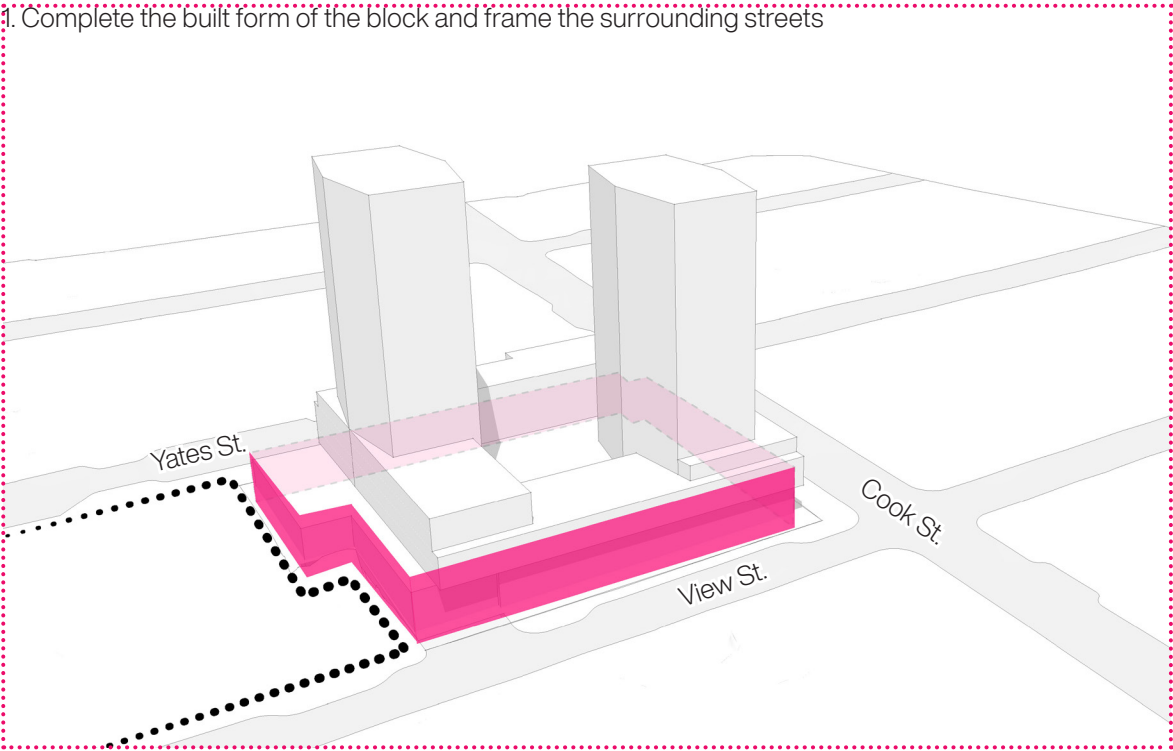 1. Complete the built form of the block and frame the surrounding streets
Yates St.
Cook St.
View St.